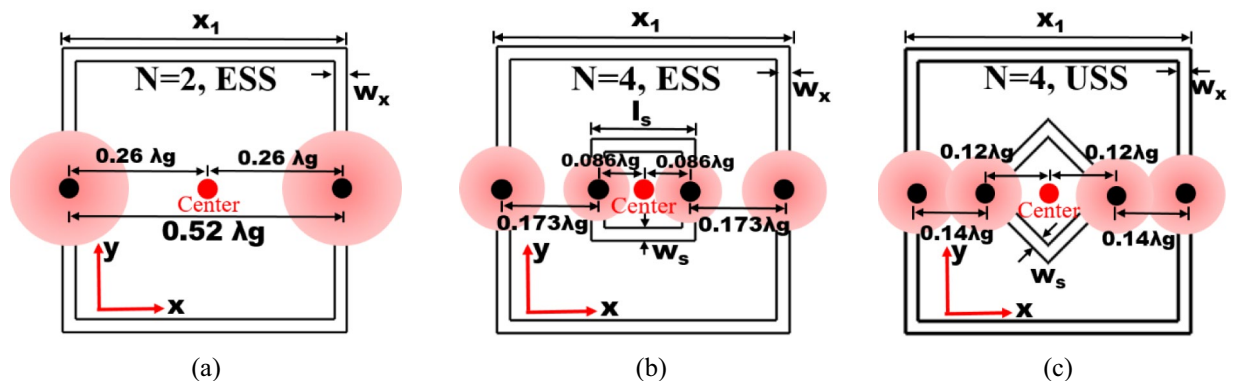 x1
N=2, ESS
wx
0.26 λg
0.26 λg
Center
0.52 λg
y
x
(a)
x1
N=4, ESS
wx
ls
0.086λg
0.086λg
Center
0.173λg
0.173λg
ws
y
x
(b)
x1
N=4, USS
wx
0.12λg
0.12λg
Center
0.14λg
0.14λg
ws
y
x
(c)